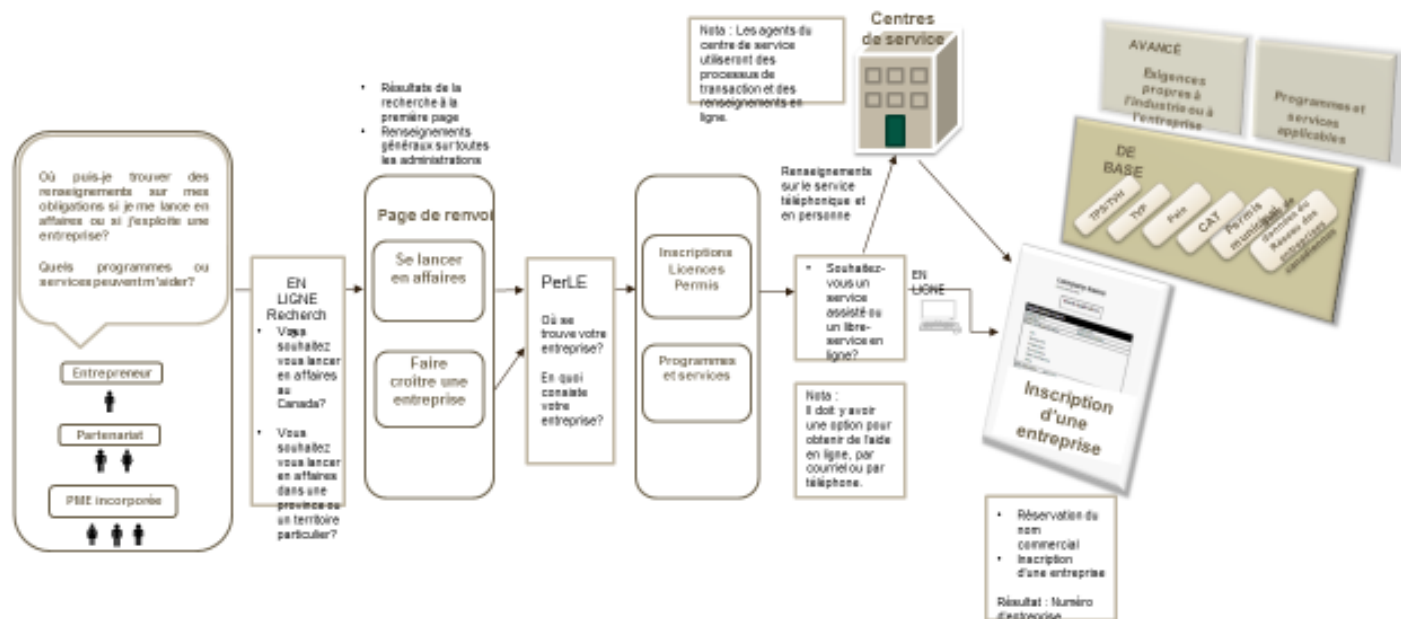 Où puis-je trouver des
renseignements sur mes
obligations si je me lance en
affaires ou si j'exploite une
entreprise?
Quels programmes ou
services peuvent m'aider?
Entrepreneur
Partenariat
PME incorporée
EN
LIGNE
Recherch
• Vous
souhaitez
vous lancer
en affaires
au
Canada?
• Vous
souhaitez
vous lancer
en affaires
dans une
province ou
un territoire
particulier?
• Résultats de la
recherche à la
première page
• Renseignements
généraux sur toutes
les administrations
Page de renvoi
Se lancer
en affaires
Faire
croître une
entreprise
PerLE
Où se
trouve votre
entreprise?
En quoi
consiste
votre
entreprise?
Inscriptions
Licences
Permis
Programmes
et services
Nota : Les agents du
centre de service
utiliseront des
processus de
transaction et des
renseignements en
ligne.
Centres
de service
Renseignements
sur le service
téléphonique et
en personne
• Souhaitez-
vous un
service
assisté ou
un libre-
service en
ligne?
EN
LIGNE
Nota :
Il doit y avoir
une option pour
obtenir de l'aide
en ligne, par
courriel ou par
téléphone.
AVANCÉ
Exigences
propres à
l'industrie ou à
l'entreprise
Programmes et
services
applicables
DE
BASE
TPS/TVH
TVP
Paie
CAT
Permis
municipal
données du
Réseau des
entreprises
canadiennes
Inscription
d'une
entreprise
• Réservation du
nom
commercial
• Inscription
d'une entreprise
Résultat : Numéro
d'entreprise